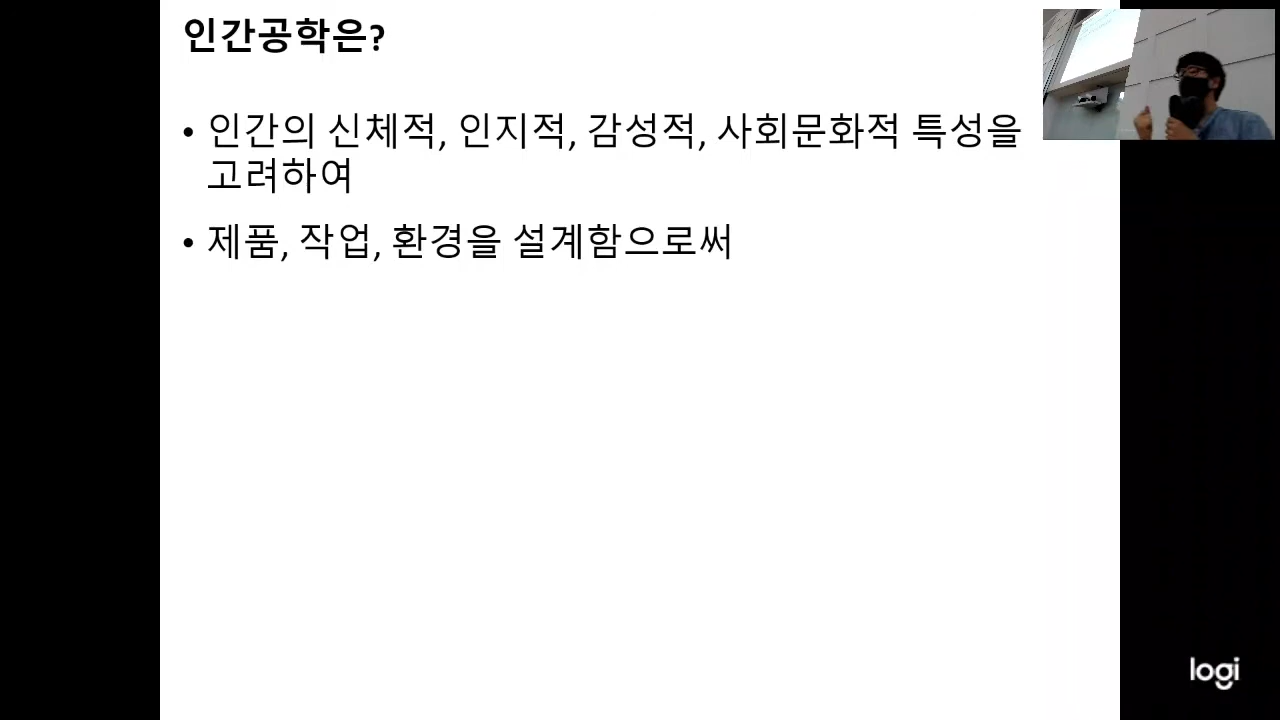 인간공학은?
• 인간의 신체적, 인지적, 감성적, 사회문화적 특성을
고려하여
• 제품, 작업, 환경을 설계함으로써
logi